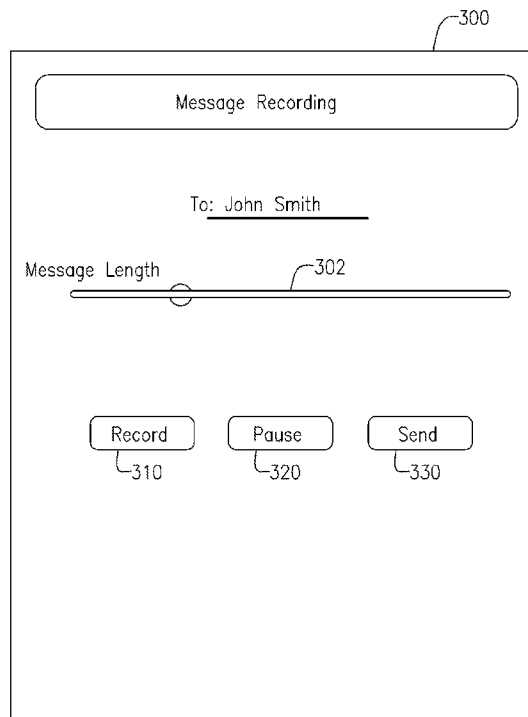 300
Message Recording
To: John Smith
Message Length
302
Record Pause Send
310 320 330